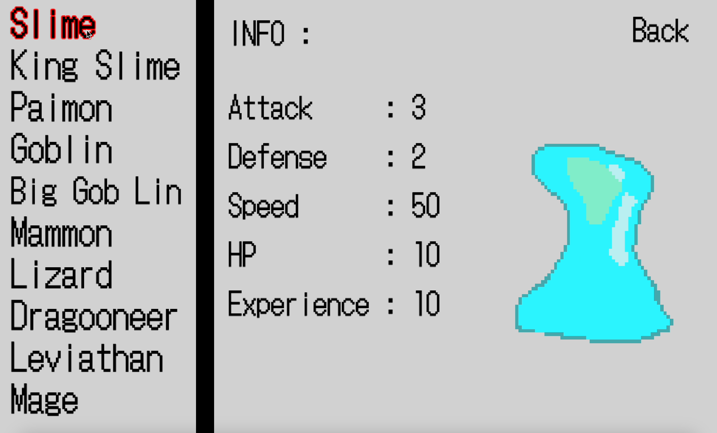 Slime
King Slime
Paimon
Goblin
Big Gob Lin
Mammon
Lizard
Dragooneer
Leviathan
Mage
INFO :
Back
Attack : 3
Defense : 2
Speed : 50
HP : 10
Experience : 10